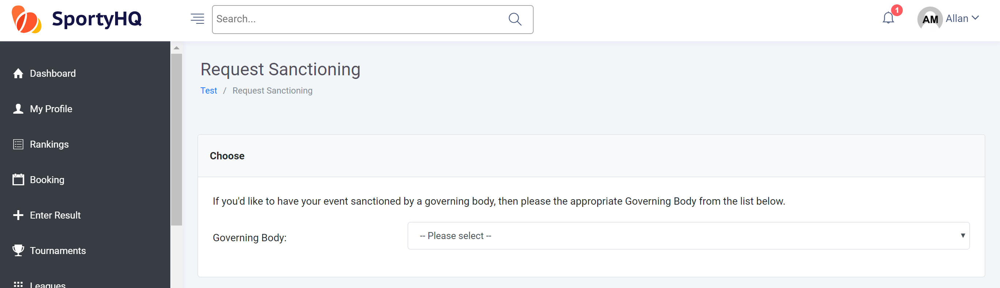 SportyHQ
Search...
1
AM
Allan
Dashboard
My Profile
Rankings
Booking
Enter Result
Tournaments
Leagues
Request Sanctioning
Test / Request Sanctioning
Choose
If you'd like to have your event sanctioned by a governing body, then please the appropriate Governing Body from the list below.
Governing Body:
-- Please select --